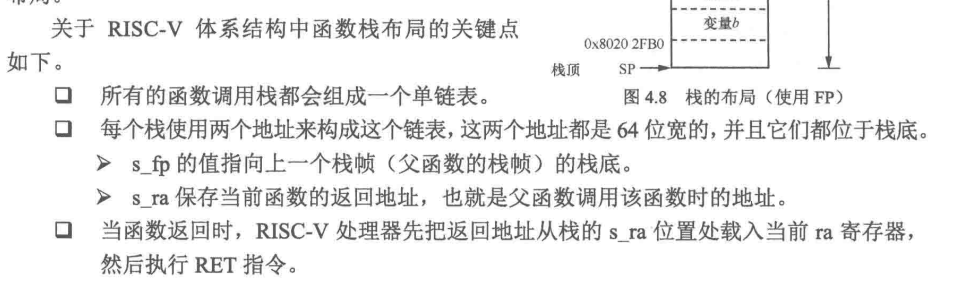 关于 RISC-V 体系结构中函数栈布局的关键点
如下。
变量b
0x8020 2FB0
栈顶 SP
图 4.8 栈的布局（使用 FP）
□ 所有的函数调用栈都会组成一个单链表。
□ 每个栈使用两个地址来构成这个链表，这两个地址都是 64 位宽的，并且它们都位于栈底。
➢ s_fp 的值指向上一个栈帧（父函数的栈帧）的栈底。
➢ s_ra 保存当前函数的返回地址，也就是父函数调用该函数时的地址。
□ 当函数返回时，RISC-V 处理器先把返回地址从栈的 s_ra 位置处载入当前 ra 寄存器，
然后执行 RET 指令。